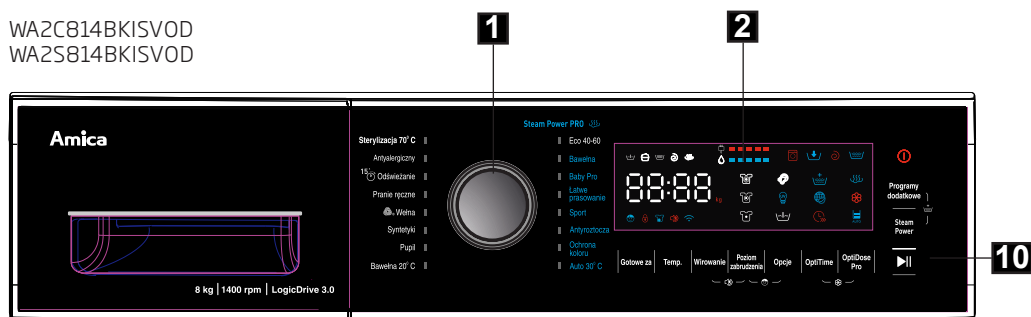 WA2C814BKISVOD
WA2S814BKISVOD
1
2
Amica
8 kg | 1400 rpm | LogicDrive 3.0
Sterylizacja 70° C
Antyalergiczny
15' Odświeżanie
Pranie ręczne
Wełna
Syntetyki
Pupil
Bawełna 20° C
Steam Power PRO
Eco 40-60
Bawełna
Baby Pro
Łatwe
prasowanie
Sport
Antyroztocza
Ochrona
koloru
Auto 30° C
88:88
kg
Gotowe za
Temp.
Wirowanie
Poziom
zabrudzenia
Opcje
OptiTime
OptiDose
Pro
Programy
dodatkowe
Steam
Power
10